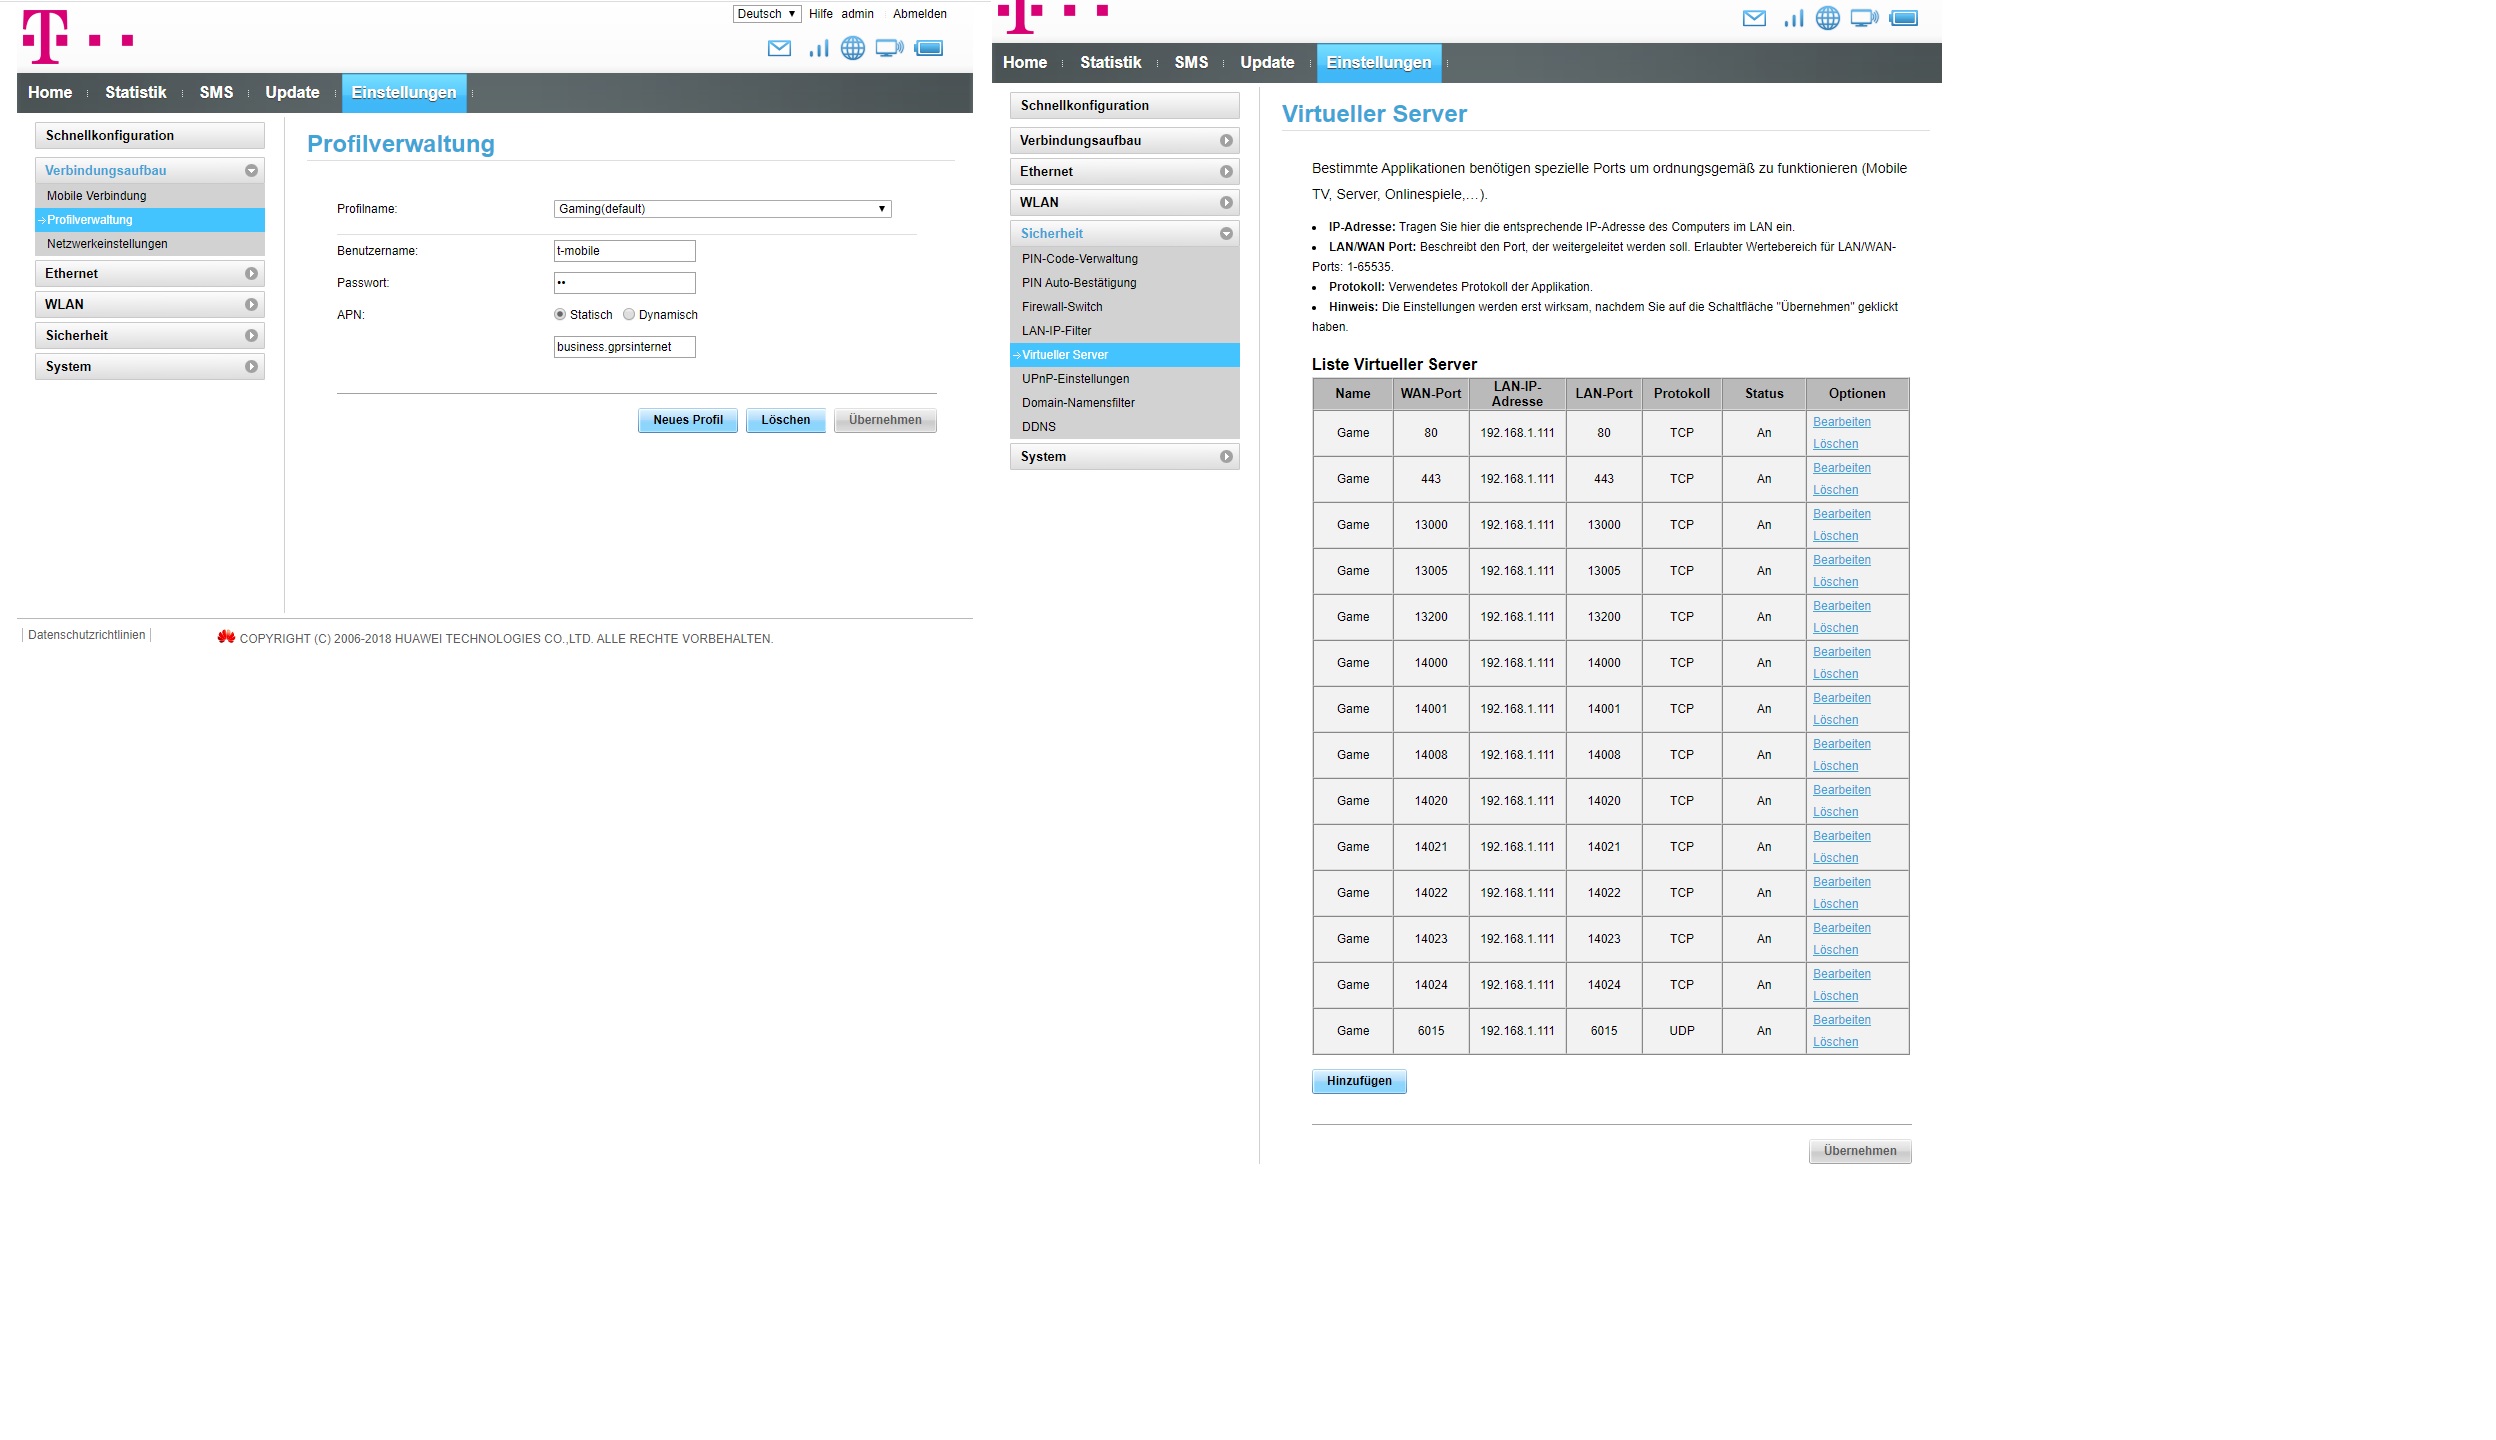 Deutsch ▼ Hilfe admin Abmelden
Home Statistik SMS Update Einstellungen
Schnellkonfiguration
Verbindungsaufbau
Mobile Verbindung
Profilverwaltung
Netzwerkeinstellungen
Ethernet
WLAN
Sicherheit
System
Profilverwaltung
Profilname: Gaming(default)
Benutzername: t-mobile
Passwort: ••
APN: Statisch Dynamisch
business.gprsinternet
Neues Profil Löschen Übernehmen
Datenschutzrichtlinien
COPYRIGHT (C) 2006-2018 HUAWEI TECHNOLOGIES CO.,LTD. ALLE RECHTE VORBEHALTEN.
Home Statistik SMS Update Einstellungen
Schnellkonfiguration
Verbindungsaufbau
Ethernet
WLAN
Sicherheit
PIN-Code-Verwaltung
PIN Auto-Bestätigung
Firewall-Switch
LAN-IP-Filter
Virtueller Server
UPnP-Einstellungen
Domain-Namensfilter
DDNS
System
Virtueller Server
Bestimmte Applikationen benötigen spezielle Ports um ordnungsgemäß zu funktionieren (Mobile
TV, Server, Onlinespiele,…).
• IP-Adresse: Tragen Sie hier die entsprechende IP-Adresse des Computers im LAN ein.
• LAN/WAN Port: Beschreibt den Port, der weitergeleitet werden soll. Erlaubter Wertebereich für LAN/WAN-
Ports: 1-65535.
• Protokoll: Verwendetes Protokoll der Applikation.
• Hinweis: Die Einstellungen werden erst wirksam, nachdem Sie auf die Schaltfläche "Übernehmen" geklickt
haben.
Liste Virtueller Server
Name WAN-Port LAN-IP-Adresse LAN-Port Protokoll Status Optionen
Game 80 192.168.1.111 80 TCP An Bearbeiten Löschen
Game 443 192.168.1.111 443 TCP An Bearbeiten Löschen
Game 13000 192.168.1.111 13000 TCP An Bearbeiten Löschen
Game 13005 192.168.1.111 13005 TCP An Bearbeiten Löschen
Game 13200 192.168.1.111 13200 TCP An Bearbeiten Löschen
Game 14000 192.168.1.111 14000 TCP An Bearbeiten Löschen
Game 14001 192.168.1.111 14001 TCP An Bearbeiten Löschen
Game 14008 192.168.1.111 14008 TCP An Bearbeiten Löschen
Game 14020 192.168.1.111 14020 TCP An Bearbeiten Löschen
Game 14021 192.168.1.111 14021 TCP An Bearbeiten Löschen
Game 14022 192.168.1.111 14022 TCP An Bearbeiten Löschen
Game 14023 192.168.1.111 14023 TCP An Bearbeiten Löschen
Game 14024 192.168.1.111 14024 TCP An Bearbeiten Löschen
Game 6015 192.168.1.111 6015 UDP An Bearbeiten Löschen
Hinzufügen
Übernehmen